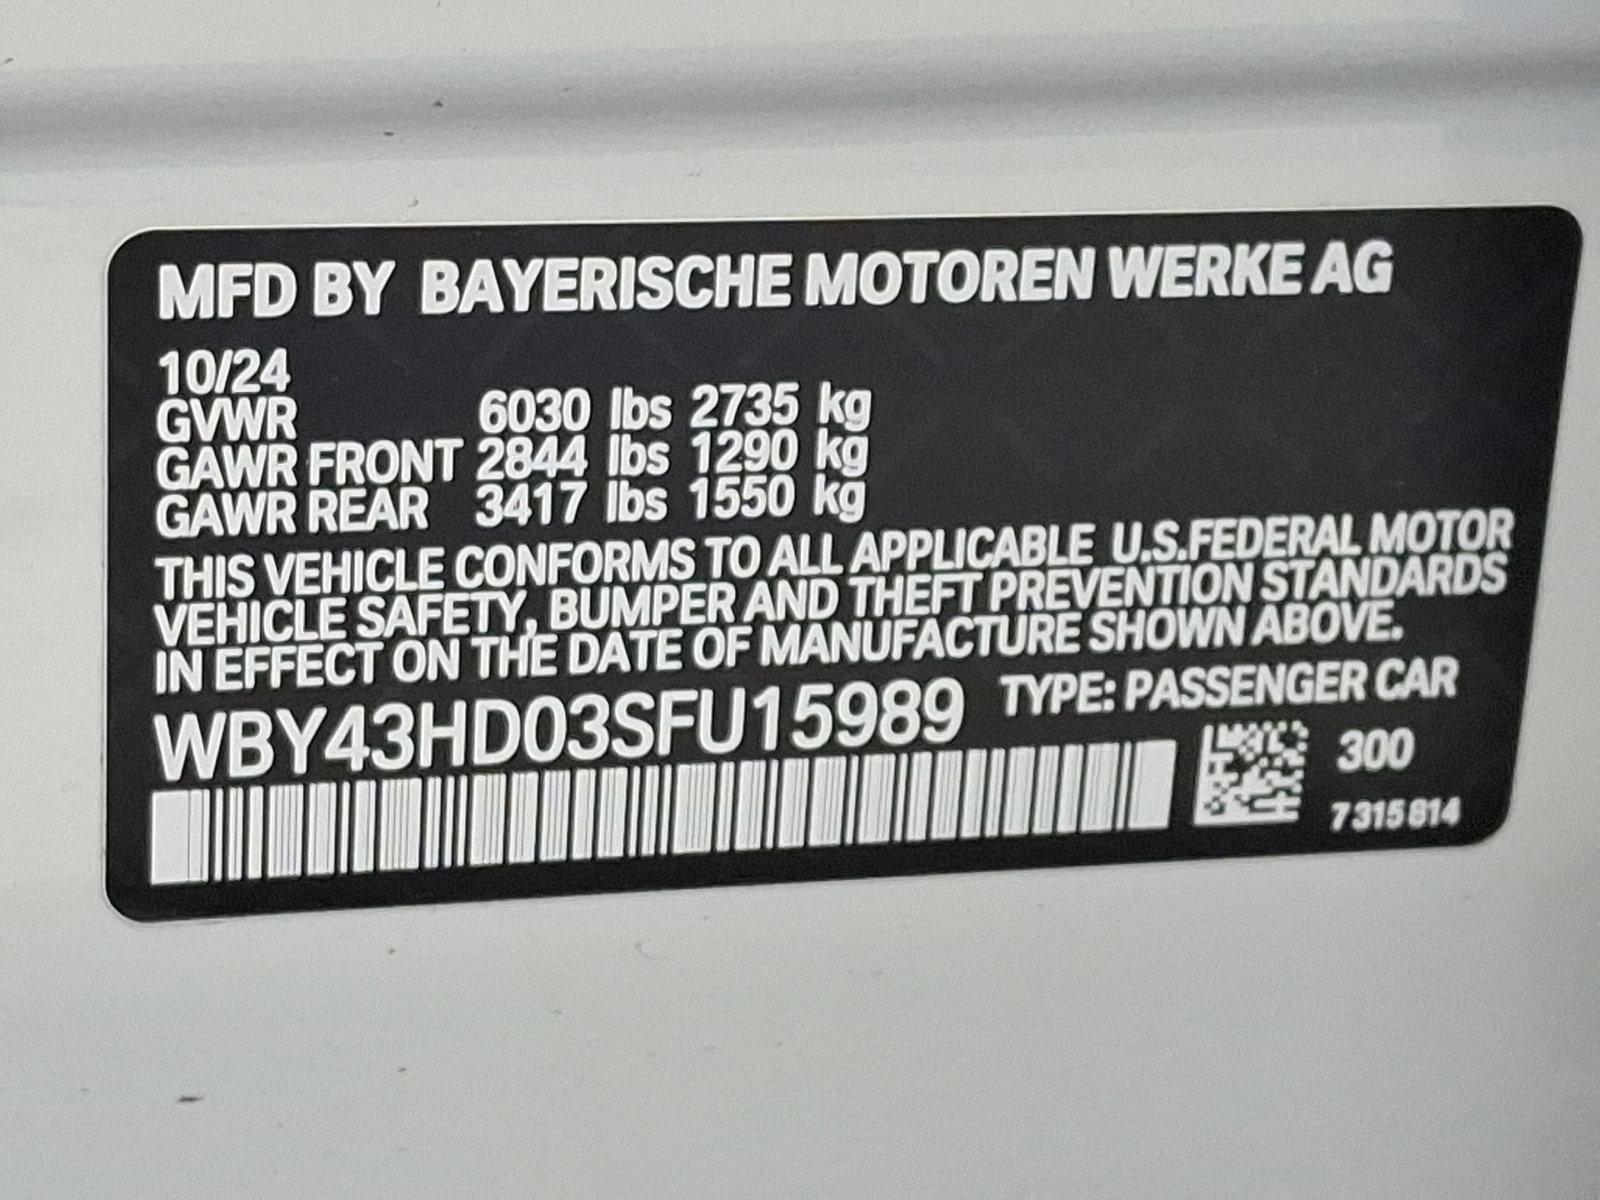 MFD BY BAYERISCHE MOTOREN WERKE AG
10/24
GVWR 6030 lbs 2735 kg
GAWR FRONT 2844 lbs 1290 kg
GAWR REAR 3417 lbs 1550 kg
THIS VEHICLE CONFORMS TO ALL APPLICABLE U.S.FEDERAL MOTOR
VEHICLE SAFETY, BUMPER AND THEFT PREVENTION STANDARDS
IN EFFECT ON THE DATE OF MANUFACTURE SHOWN ABOVE.
WBY43HD03SFU15989 TYPE: PASSENGER CAR
300
7315814